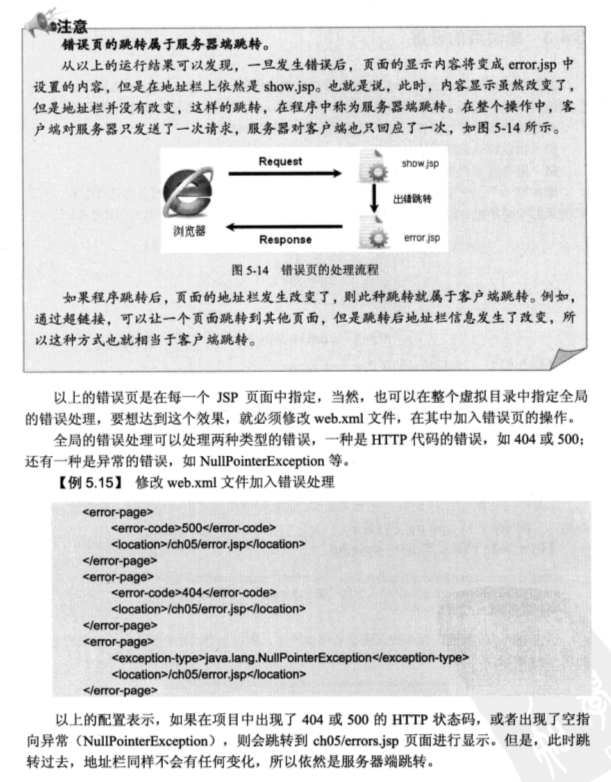 注意
错误页的跳转属于服务器端跳转。
从以上的运行结果可以发现，一旦发生错误后，页面的显示内容将变成 error.jsp 中
设置的内容，但是在地址栏上依然是 show.jsp。也就是说，此时，内容显示虽然改变了，
但是地址栏并没有改变，这样的跳转，在程序中称为服务器端跳转。在整个操作中，客
户端对服务器只发送了一次请求，服务器对客户端也只回应了一次，如图 5-14 所示。
Request
show.jsp
出错跳转
浏览器
Response
error.jsp
图 5-14 错误页的处理流程
如果程序跳转后，页面的地址栏发生改变了，则此种跳转就属于客户端跳转。例如，
通过超链接，可以让一个页面跳转到其他页面，但是跳转后地址栏信息发生了改变，所
以这种方式也就相当于客户端跳转。
以上的错误页是在每一个 JSP 页面中指定，当然，也可以在整个虚拟目录中指定全局
的错误处理，要想达到这个效果，就必须修改 web.xml 文件，在其中加入错误页的操作。
全局的错误处理可以处理两种类型的错误，一种是 HTTP 代码的错误，如 404 或 500；
还有一种是异常的错误，如 NullPointerException 等。
【例 5.15】 修改 web.xml 文件加入错误处理
<error-page>
<error-code>500</error-code>
<location>/ch05/error.jsp</location>
</error-page>
<error-page>
<error-code>404</error-code>
<location>/ch05/error.jsp</location>
</error-page>
<error-page>
<exception-type>java.lang.NullPointerException</exception-type>
<location>/ch05/error.jsp</location>
</error-page>
以上的配置表示，如果在项目中出现了 404 或 500 的 HTTP 状态码，或者出现了空指
向异常（NullPointerException），则会跳转到 ch05/errors.jsp 页面进行显示。但是，此时跳
转过去，地址栏同样不会有任何变化，所以依然是服务器端跳转。